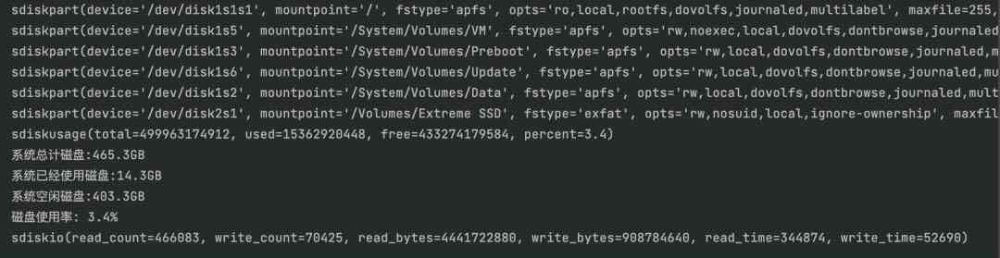 sdiskpart(device='/dev/disk1s1s1', mountpoint='/', fstype='apfs', opts='ro,local,rootfs,dovolfs,journaled,multilabel', maxfile=255,
sdiskpart(device='/dev/disk1s5', mountpoint='/System/Volumes/VM', fstype='apfs', opts='rw,noexec,local,dovolfs,dontbrowse,journaled
sdiskpart(device='/dev/disk1s3', mountpoint='/System/Volumes/Preboot', fstype='apfs', opts='rw,local,dovolfs,dontbrowse,journaled,m
sdiskpart(device='/dev/disk1s6', mountpoint='/System/Volumes/Update', fstype='apfs', opts='rw,local,dovolfs,dontbrowse,journaled,mu
sdiskpart(device='/dev/disk1s2', mountpoint='/System/Volumes/Data', fstype='apfs', opts='rw,local,dovolfs,dontbrowse,journaled,mult
sdiskpart(device='/dev/disk2s1', mountpoint='/Volumes/Extreme SSD', fstype='exfat', opts='rw,nosuid,local,ignore-ownership', maxfil
sdiskusage(total=499963174912, used=15362920448, free=433274179584, percent=3.4)
系统总计磁盘:465.3GB
系统已经使用磁盘:14.3GB
系统空闲磁盘:403.3GB
磁盘使用率: 3.4%
sdiskio(read_count=466083, write_count=70425, read_bytes=4441722880, write_bytes=908784640, read_time=344874, write_time=52690)